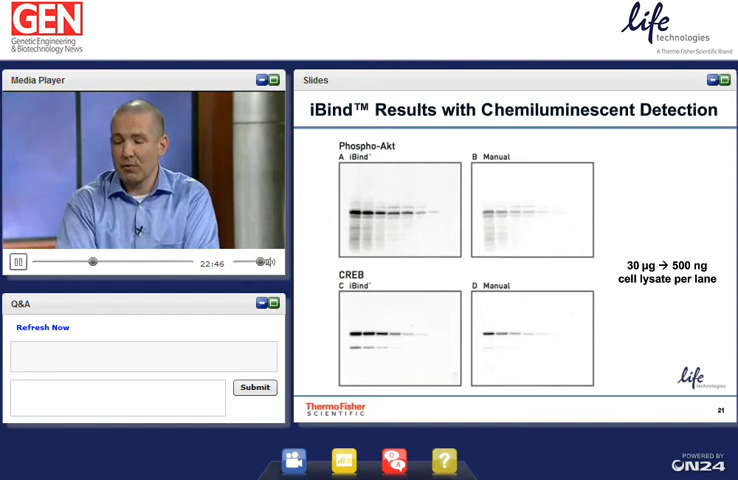 GEN
Genetic Engineering
& Biotechnology News
life
technologies
A Thermo Fisher Scientific Brand
Media Player
22:46
Q&A
Refresh Now
Submit
Slides
iBind™ Results with Chemiluminescent Detection
Phospho-Akt
A iBind™
B Manual
CREB
C iBind™
D Manual
30 µg → 500 ng
cell lysate per lane
life
technologies
ThermoFisher
SCIENTIFIC
21
Q
A
?
POWERED BY
ON24